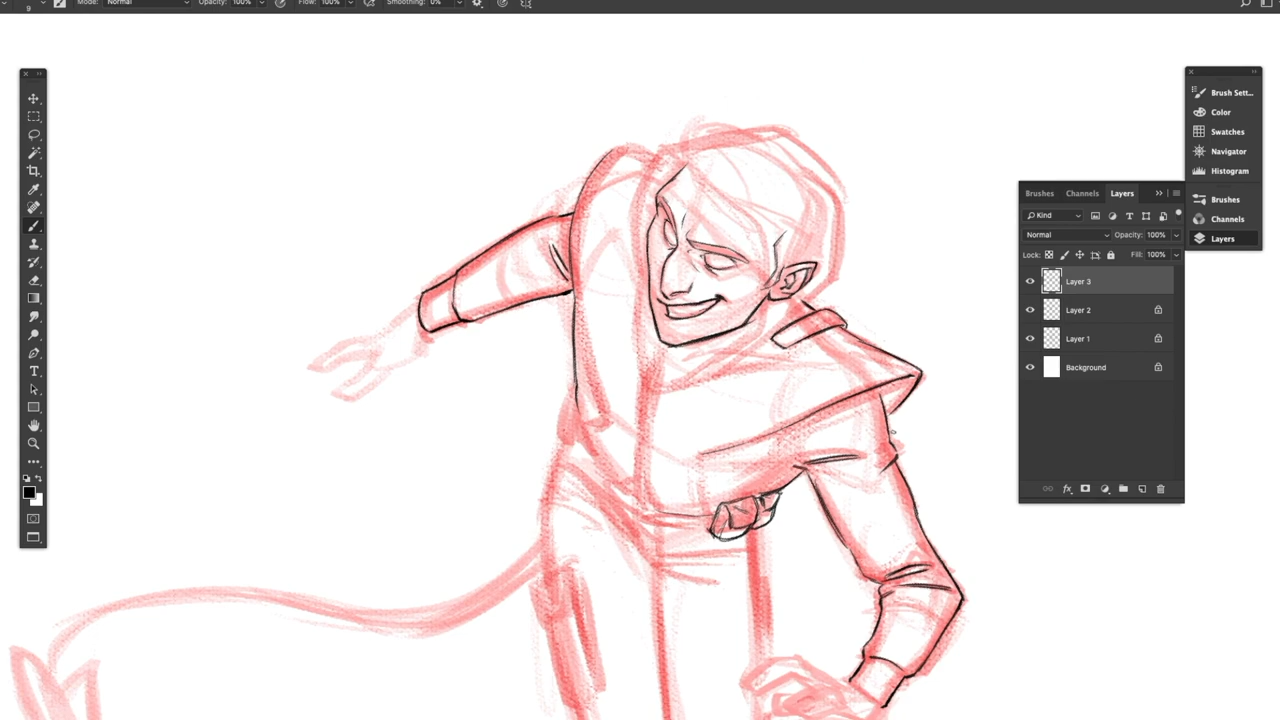 9 Mode: Normal Opacity: 100% Flow: 100% Smoothing: 0%
Brush Sett...
Color
Swatches
Navigator
Histogram
Brushes
Channels
Layers
Brushes Channels Layers
Kind
Normal Opacity: 100%
Lock: Fill: 100%
Layer 3
Layer 2
Layer 1
Background